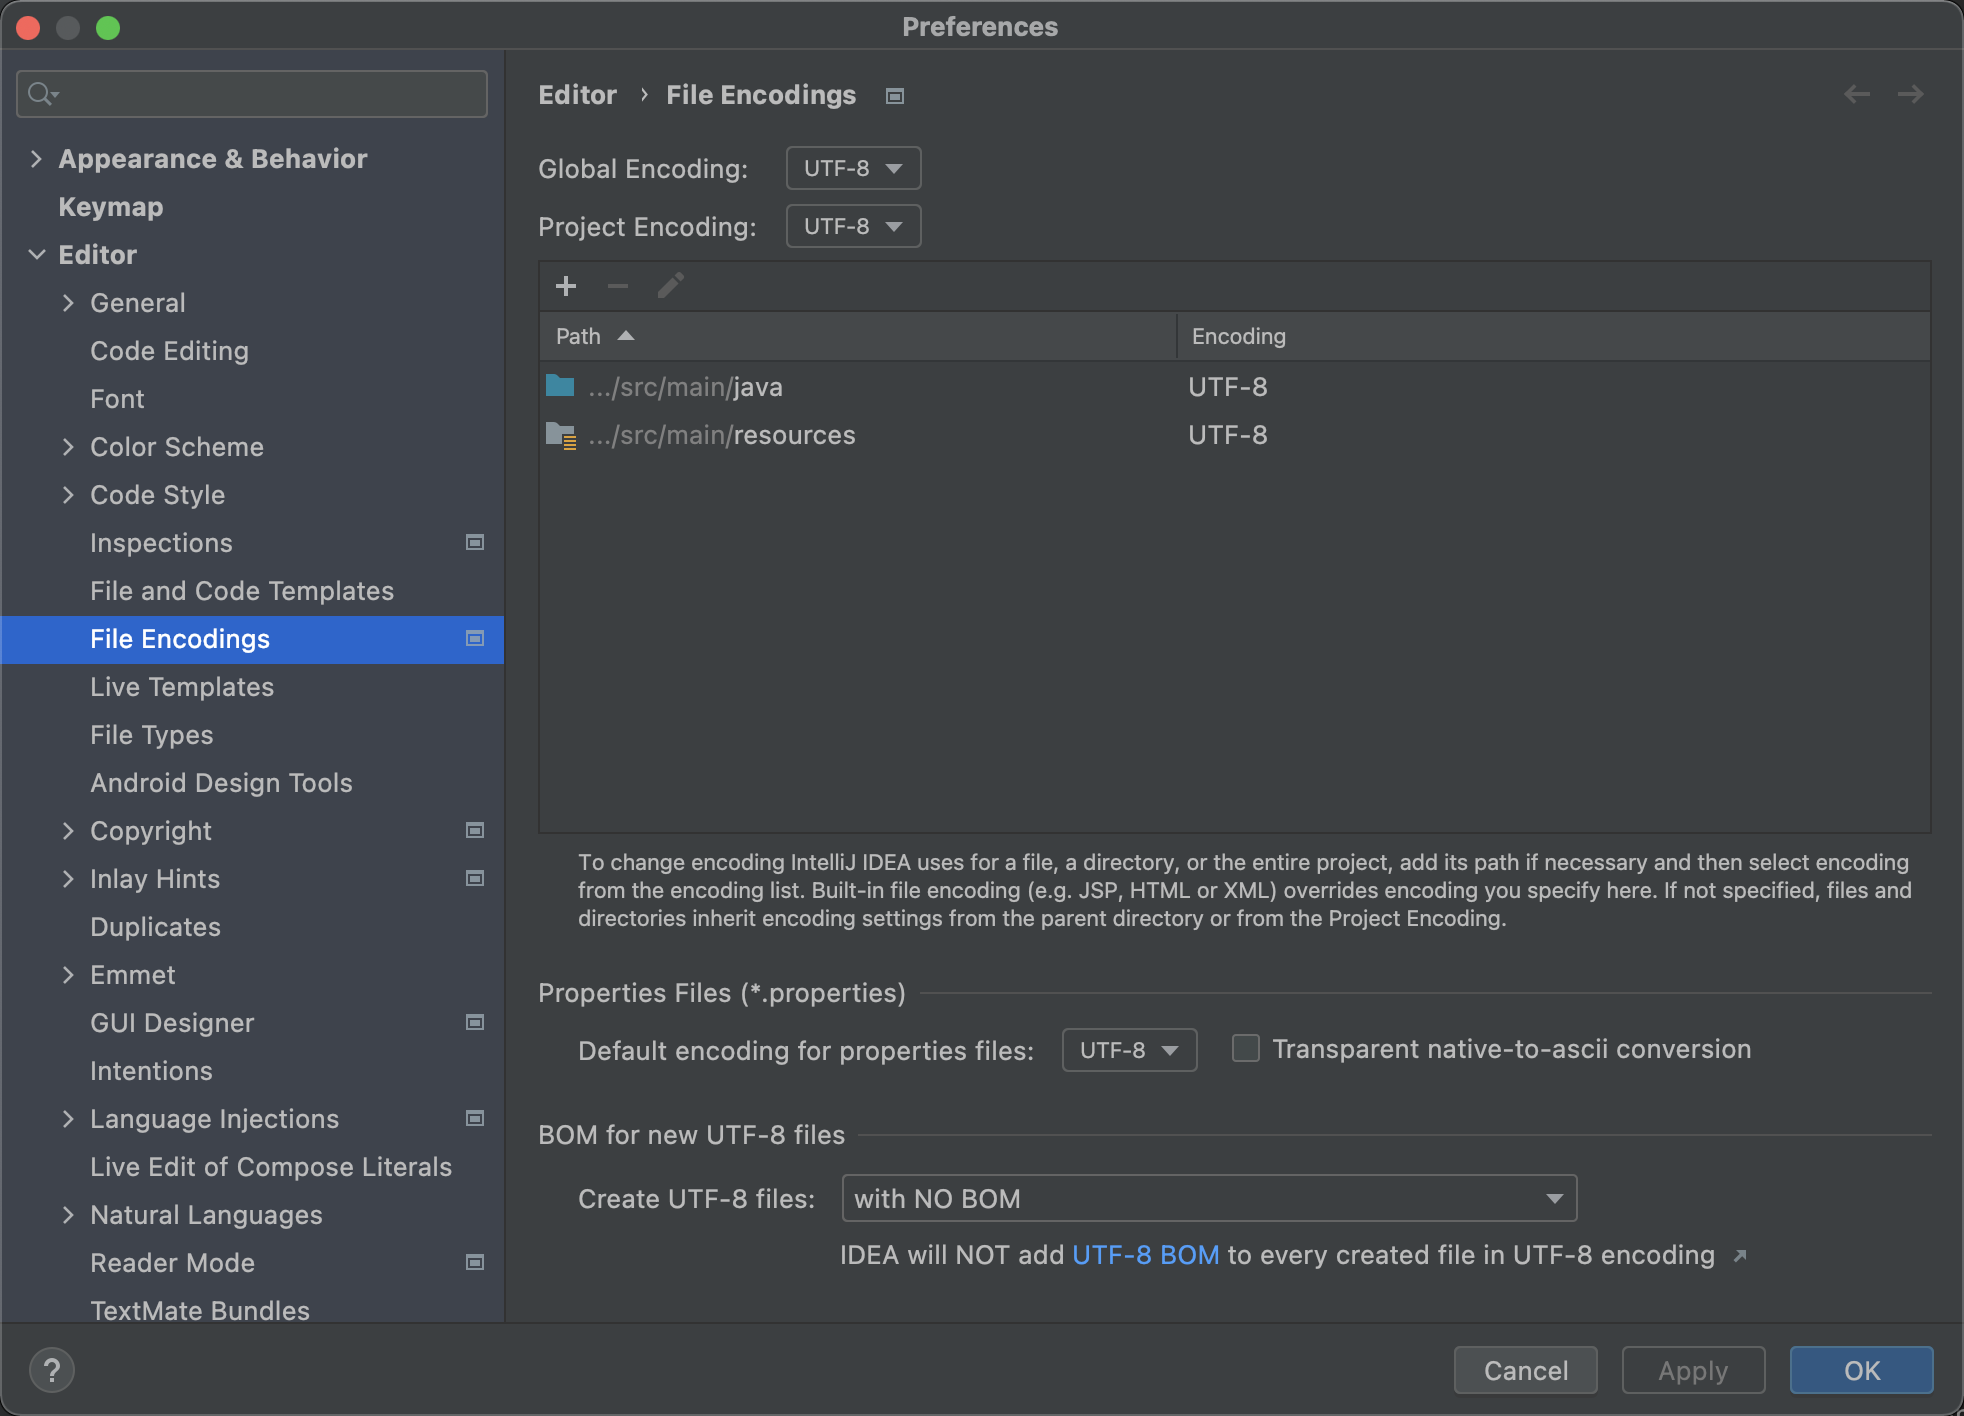 Preferences
Appearance & Behavior
Keymap
Editor
General
Code Editing
Font
Color Scheme
Code Style
Inspections
File and Code Templates
File Encodings
Live Templates
File Types
Android Design Tools
Copyright
Inlay Hints
Duplicates
Emmet
GUI Designer
Intentions
Language Injections
Live Edit of Compose Literals
Natural Languages
Reader Mode
TextMate Bundles
Editor › File Encodings
Global Encoding: UTF-8
Project Encoding: UTF-8
Path Encoding
.../src/main/java UTF-8
.../src/main/resources UTF-8
To change encoding IntelliJ IDEA uses for a file, a directory, or the entire project, add its path if necessary and then select encoding
from the encoding list. Built-in file encoding (e.g. JSP, HTML or XML) overrides encoding you specify here. If not specified, files and
directories inherit encoding settings from the parent directory or from the Project Encoding.
Properties Files (*.properties)
Default encoding for properties files: UTF-8 Transparent native-to-ascii conversion
BOM for new UTF-8 files
Create UTF-8 files: with NO BOM
IDEA will NOT add UTF-8 BOM to every created file in UTF-8 encoding
? Cancel Apply OK